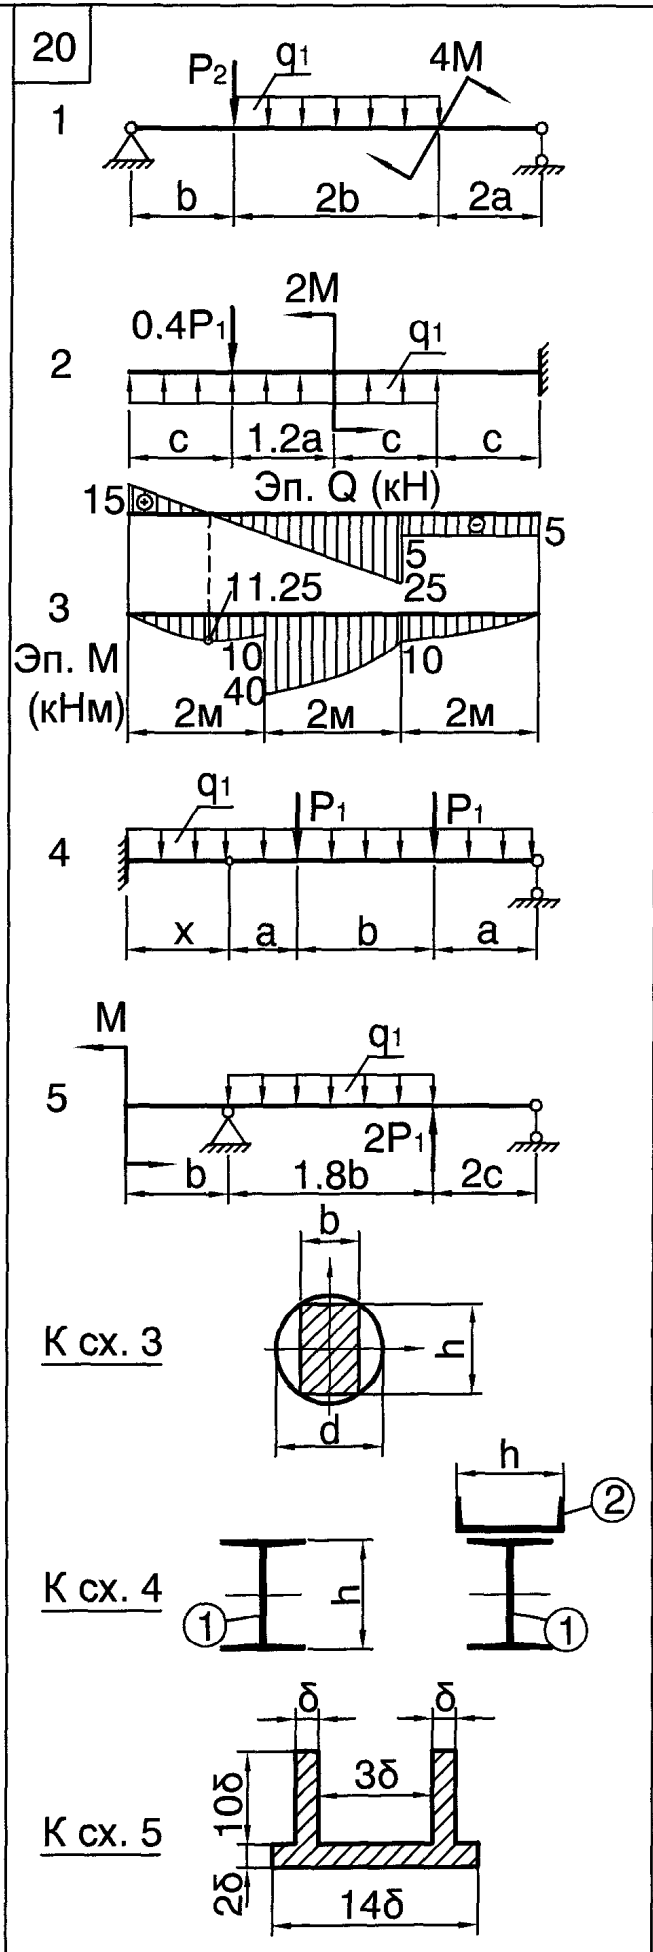 20
1
P₂ q₁ 4M
b 2b 2a
2
0.4P₁ 2M q₁
c 1.2a c c
Эп. Q (кН)
15 + − 5
5
25
3
11.25
Эп. M
(кНм)
10 10
40
2м 2м 2м
4
q₁ P₁ P₁
x a b a
5
M q₁
2P₁
b 1.8b 2c
К сх. 3
b
h
d
К сх. 4
h h
1 2
1
К сх. 5
δ δ
10δ 3δ
2δ
14δ